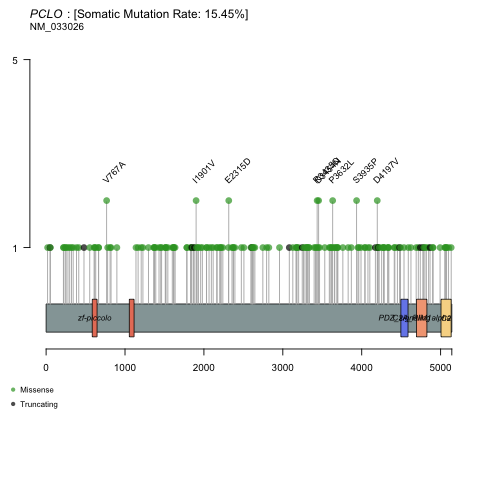 PCLO : [Somatic Mutation Rate: 15.45%]
NM_033026
5
V767A
I1901V
E2315D
P3632L
S3935P
D4197V
1
zf-piccolo
0
1000
2000
3000
4000
5000
Missense
Truncating